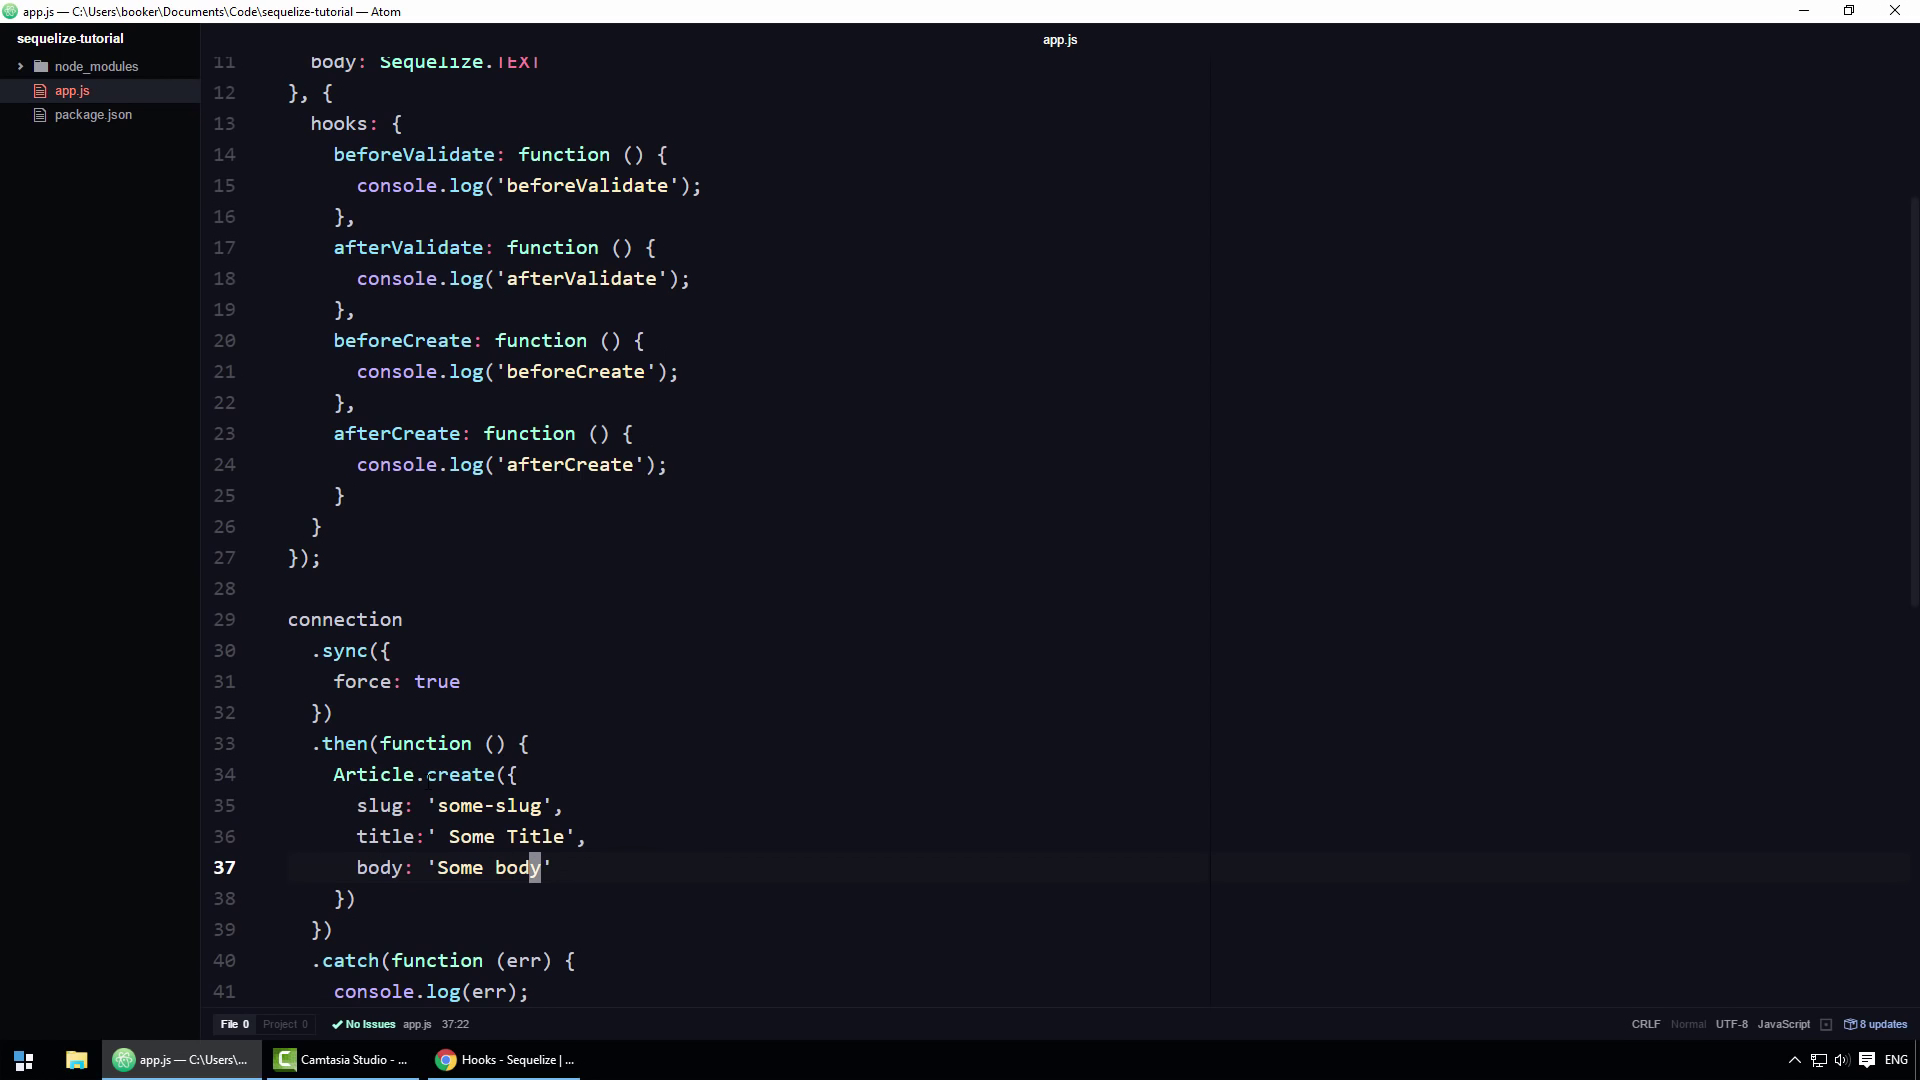 app.js — C:\Users\booker\Documents\Code\sequelize-tutorial — Atom
sequelize-tutorial
node_modules
app.js
package.json
app.js
11 body: Sequelize.TEXT
12 }, {
13 hooks: {
14 beforeValidate: function () {
15 console.log('beforeValidate');
16 },
17 afterValidate: function () {
18 console.log('afterValidate');
19 },
20 beforeCreate: function () {
21 console.log('beforeCreate');
22 },
23 afterCreate: function () {
24 console.log('afterCreate');
25 }
26 }
27 });
28
29 connection
30 .sync({
31 force: true
32 })
33 .then(function () {
34 Article.create({
35 slug: 'some-slug',
36 title:' Some Title',
37 body: 'Some body'
38 })
39 })
40 .catch(function (err) {
41 console.log(err);
File 0 Project 0 No Issues app.js 37:22 CRLF Normal UTF-8 JavaScript 8 updates
app.js — C:\Users\... Camtasia Studio - ... Hooks - Sequelize | ... ENG